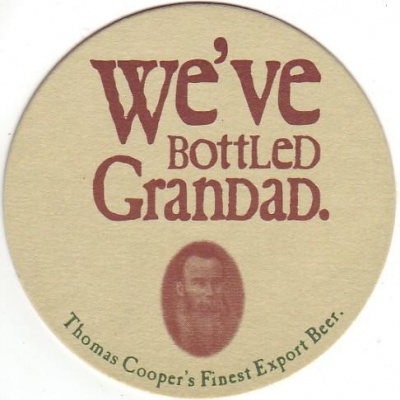 We've
Bottled
Grandad.
Thomas Cooper's Finest Export Beer.